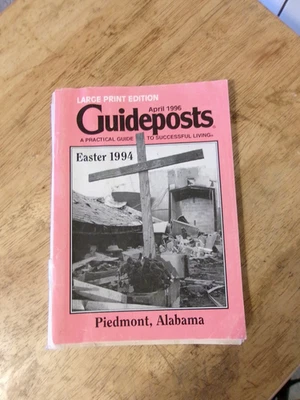 LARGE PRINT EDITION
April 1996
Guideposts®
A PRACTICAL GUIDE TO SUCCESSFUL LIVING®
Easter 1994
Piedmont, Alabama